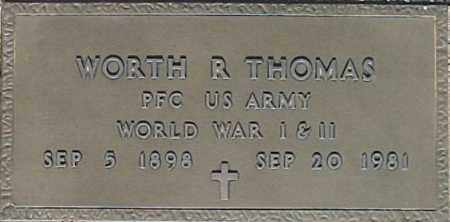 WORTH R THOMAS
PFC US ARMY
WORLD WAR I & II
SEP 5 1898 SEP 20 1981